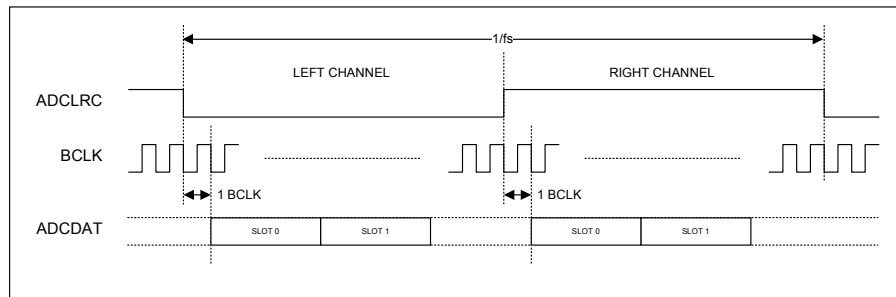 1/fs
LEFT CHANNEL
RIGHT CHANNEL
ADCLRC
BCLK
1 BCLK
1 BCLK
ADCDAT
SLOT 0
SLOT 1
SLOT 0
SLOT 1